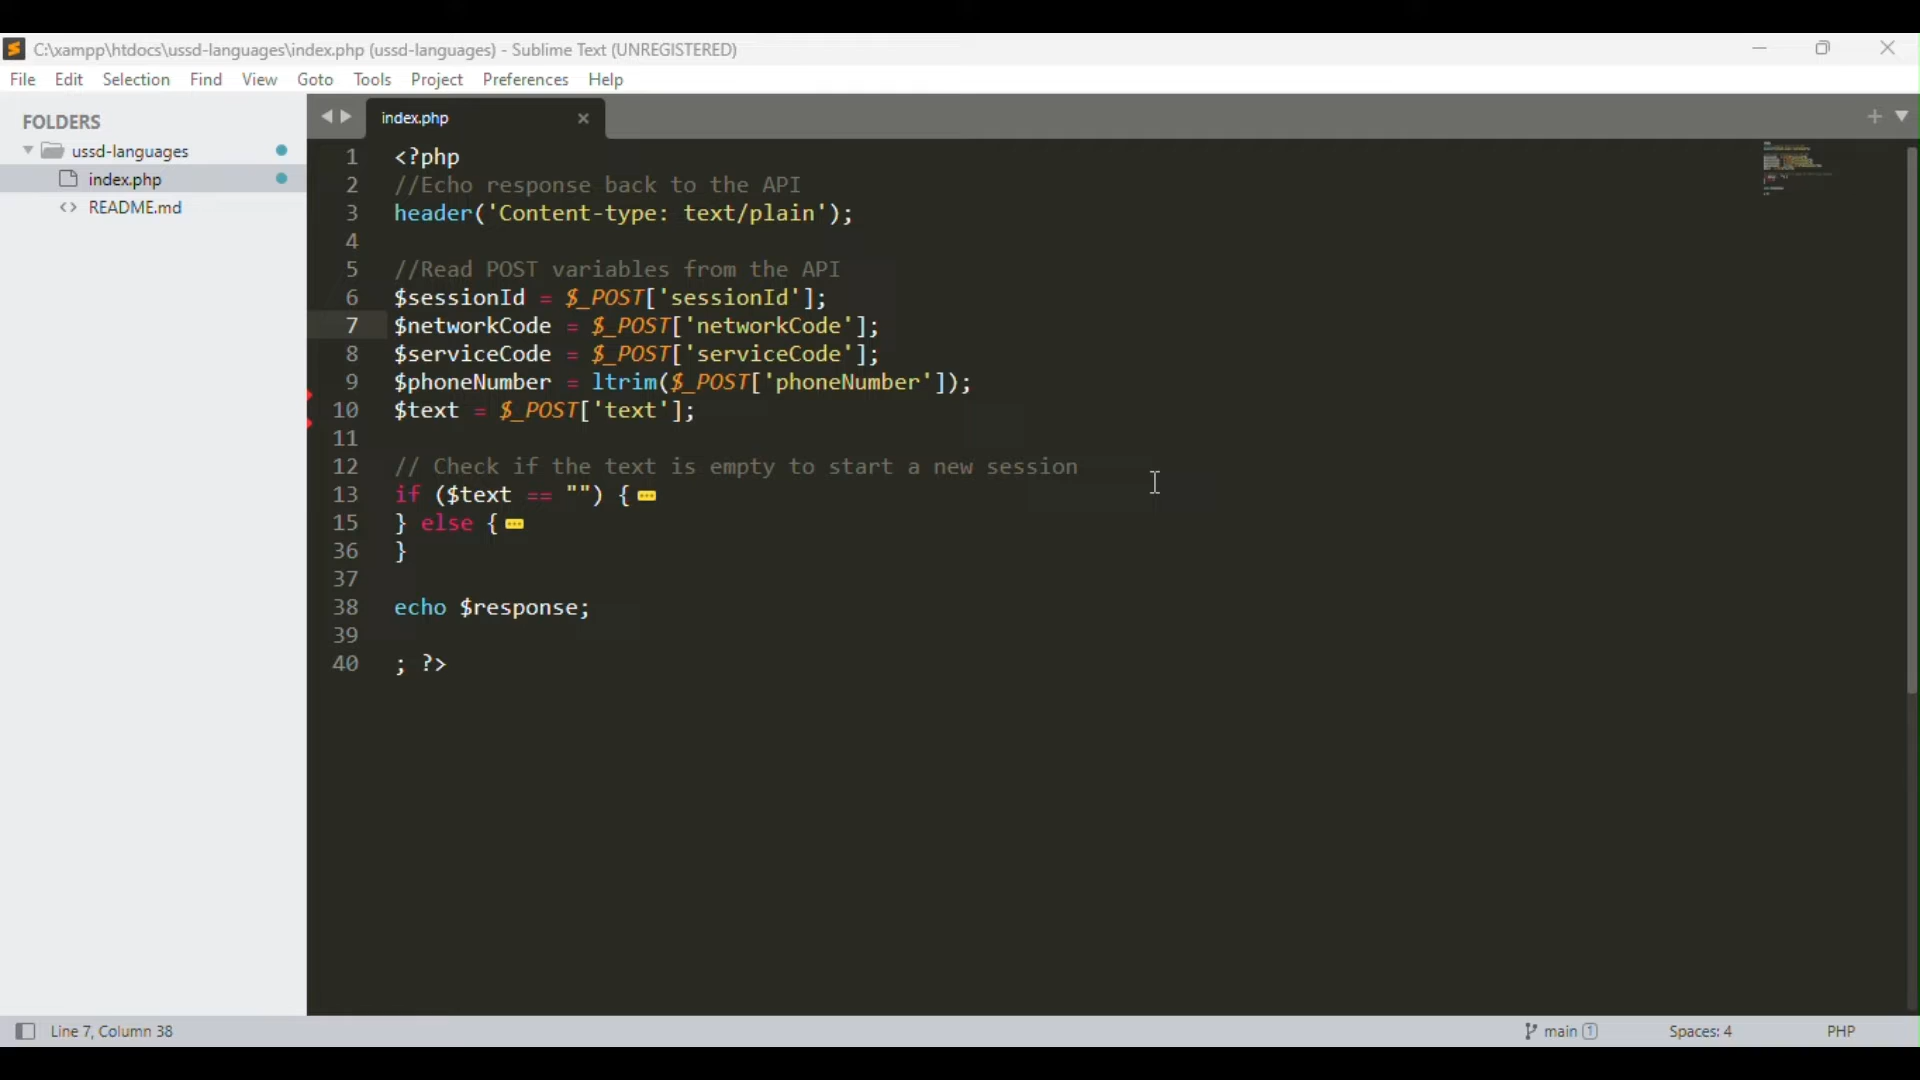 C:\xampp\htdocs\ussd-languages\index.php (ussd-languages) - Sublime Text (UNREGISTERED)
File Edit Selection Find View Goto Tools Project Preferences Help
FOLDERS
ussd-languages
index.php
README.md
index.php
1 <?php
2 //Echo response back to the API
3 header('Content-type: text/plain');
4
5 //Read POST variables from the API
6 $sessionId = $_POST['sessionId'];
7 $networkCode = $_POST['networkCode'];
8 $serviceCode = $_POST['serviceCode'];
9 $phoneNumber = ltrim($_POST['phoneNumber']);
10 $text = $_POST['text'];
11
12 // Check if the text is empty to start a new session
13 if ($text == "") {
15 } else {
36 }
37
38 echo $response;
39
40 ; ?>
Line 7, Column 38
main 1
Spaces: 4
PHP